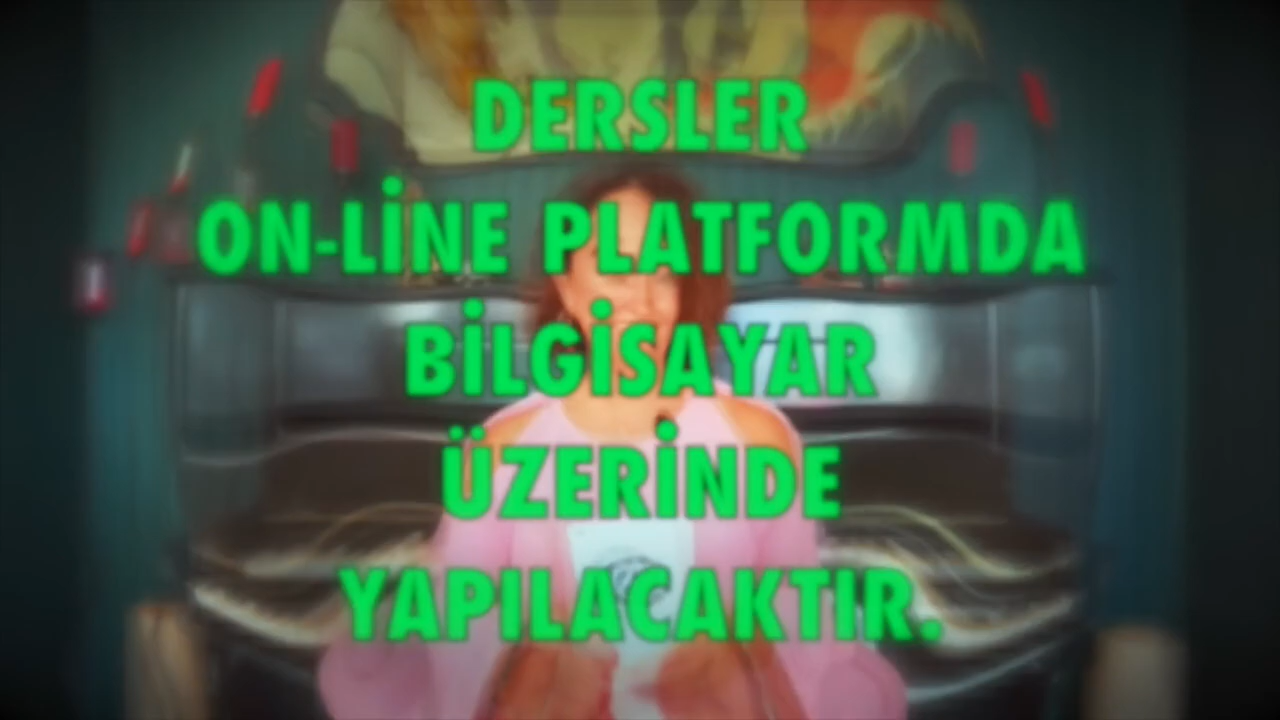 DERSLER
ON-LİNE PLATFORMDA
BİLGİSAYAR
ÜZERİNDE
YAPILACAKTIR.